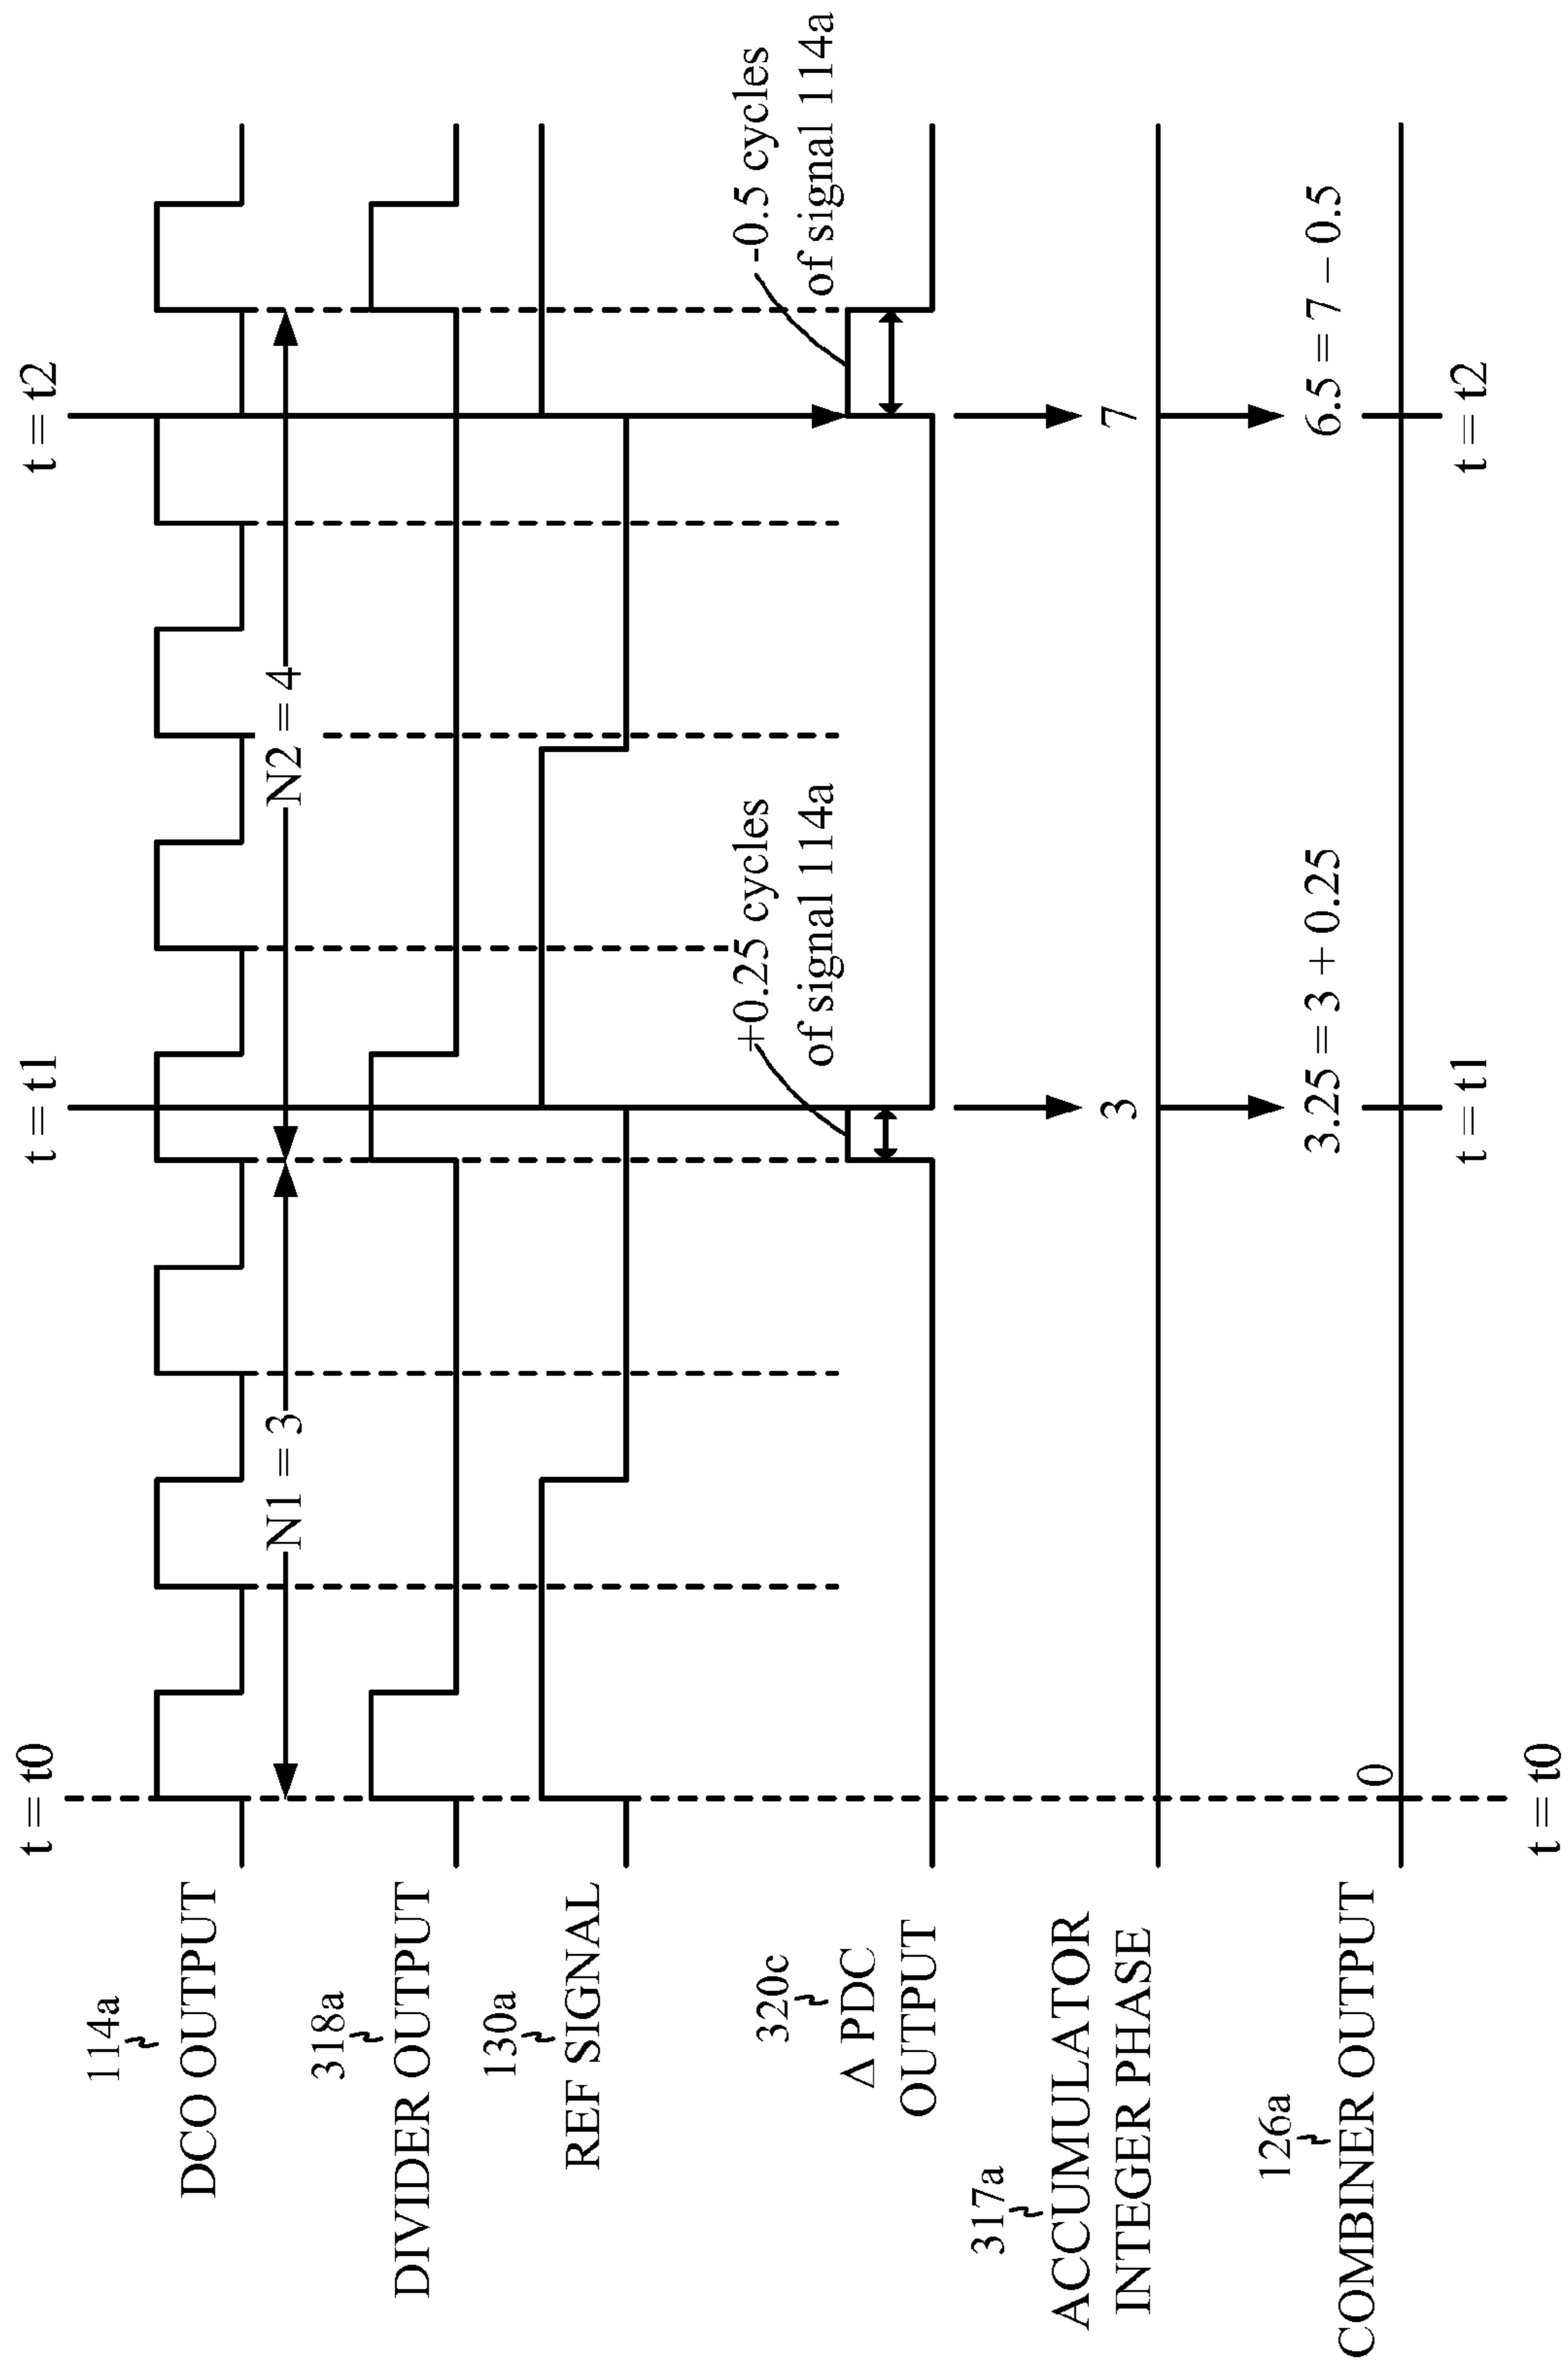 t = t0
t = t1
t = t2
114a
DCO OUTPUT
N1 = 3
N2 = 4
318a
DIVIDER OUTPUT
130a
REF SIGNAL
320c
Δ PDC
OUTPUT
+0.25 cycles
of signal 114a
-0.5 cycles
of signal 114a
317a
ACCUMULATOR
INTEGER PHASE
3
7
126a
COMBINER OUTPUT
0
3.25 = 3 + 0.25
6.5 = 7 – 0.5
t = t0
t = t1
t = t2